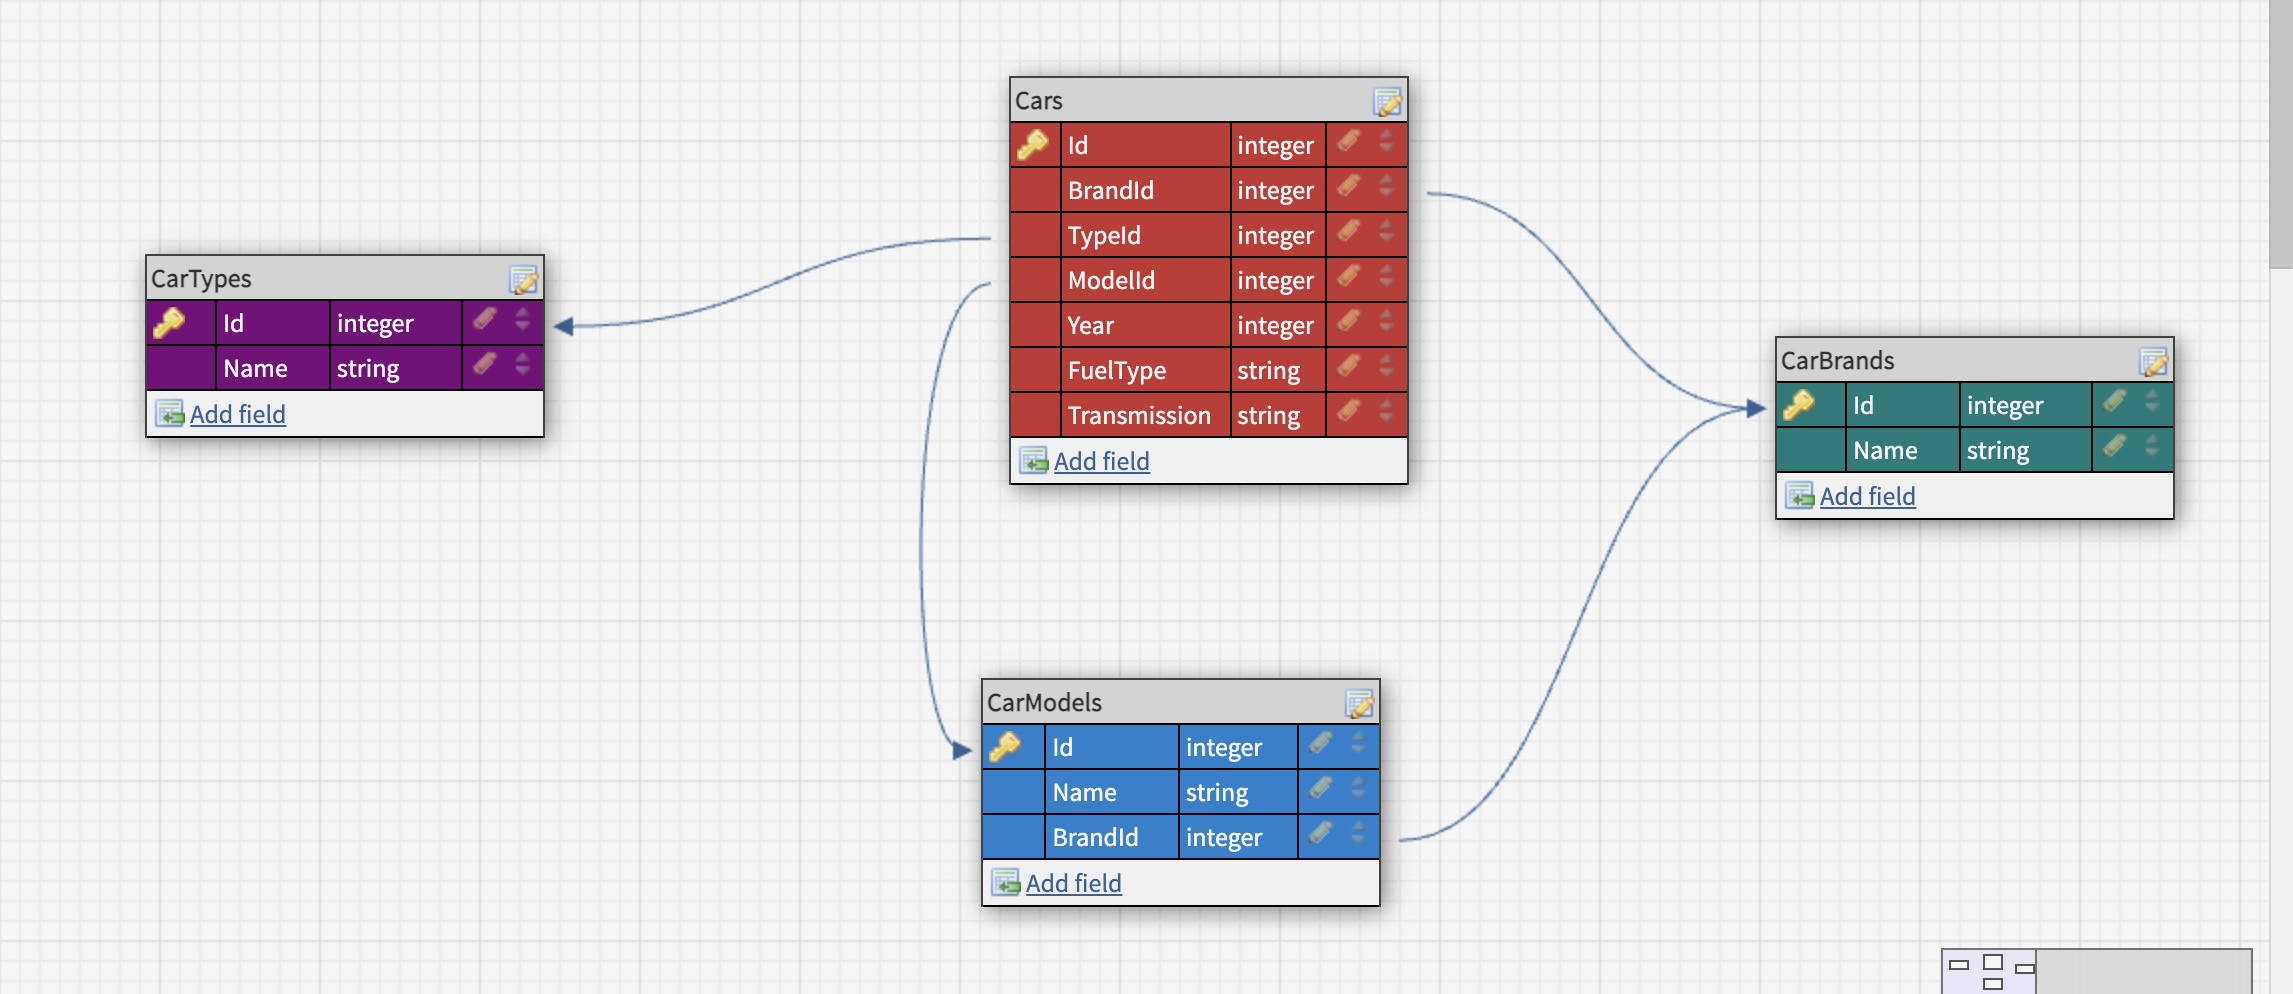 Cars
Id integer
BrandId integer
TypeId integer
ModelId integer
Year integer
FuelType string
Transmission string
Add field
CarTypes
Id integer
Name string
Add field
CarBrands
Id integer
Name string
Add field
CarModels
Id integer
Name string
BrandId integer
Add field